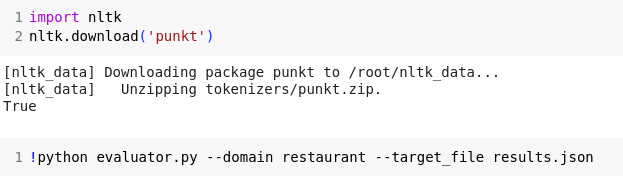 1 import nltk
2 nltk.download('punkt')
[nltk_data] Downloading package punkt to /root/nltk_data...
[nltk_data]   Unzipping tokenizers/punkt.zip.
True
1 !python evaluator.py --domain restaurant --target_file results.json